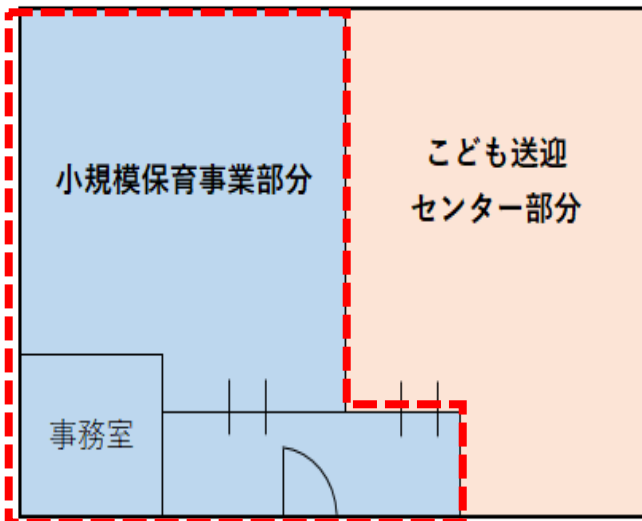 小規模保育事業部分
こども送迎
センター部分
事務室